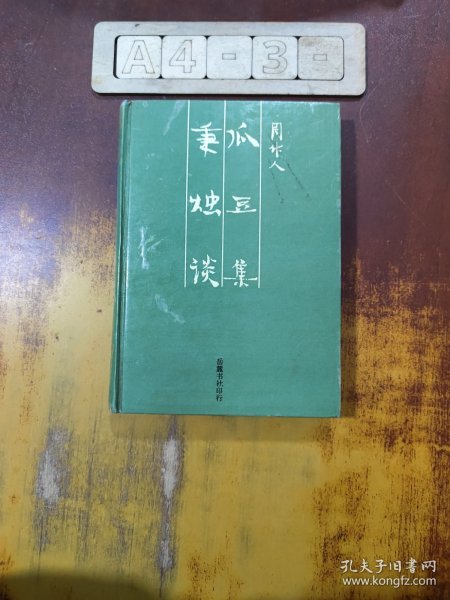 A4-3-
周作人
瓜豆集
秉烛谈
岳麓书社印行
孔夫子旧书网
www.kongfz.com